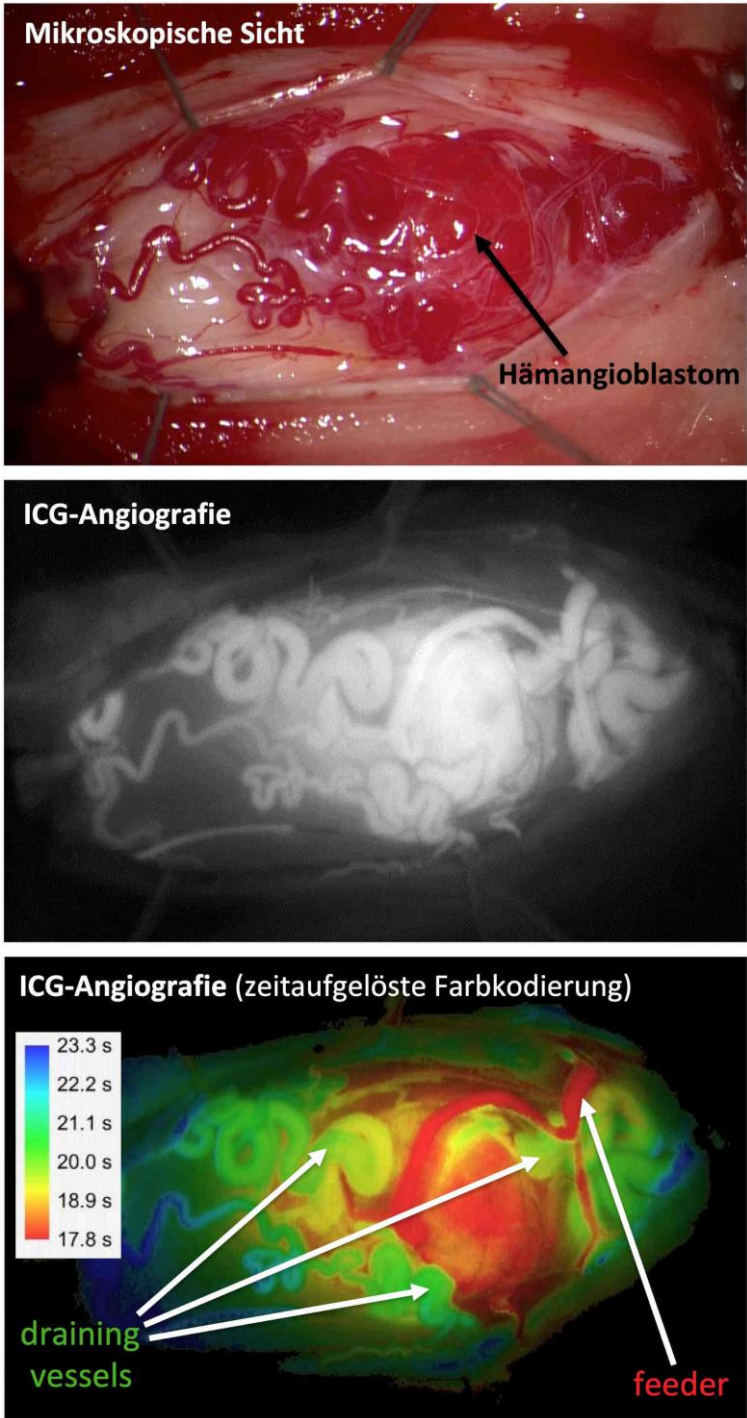 Mikroskopische Sicht
Hämangioblastom
ICG-Angiografie
ICG-Angiografie (zeitaufgelöste Farbkodierung)
23.3 s
22.2 s
21.1 s
20.0 s
18.9 s
17.8 s
draining
vessels
feeder